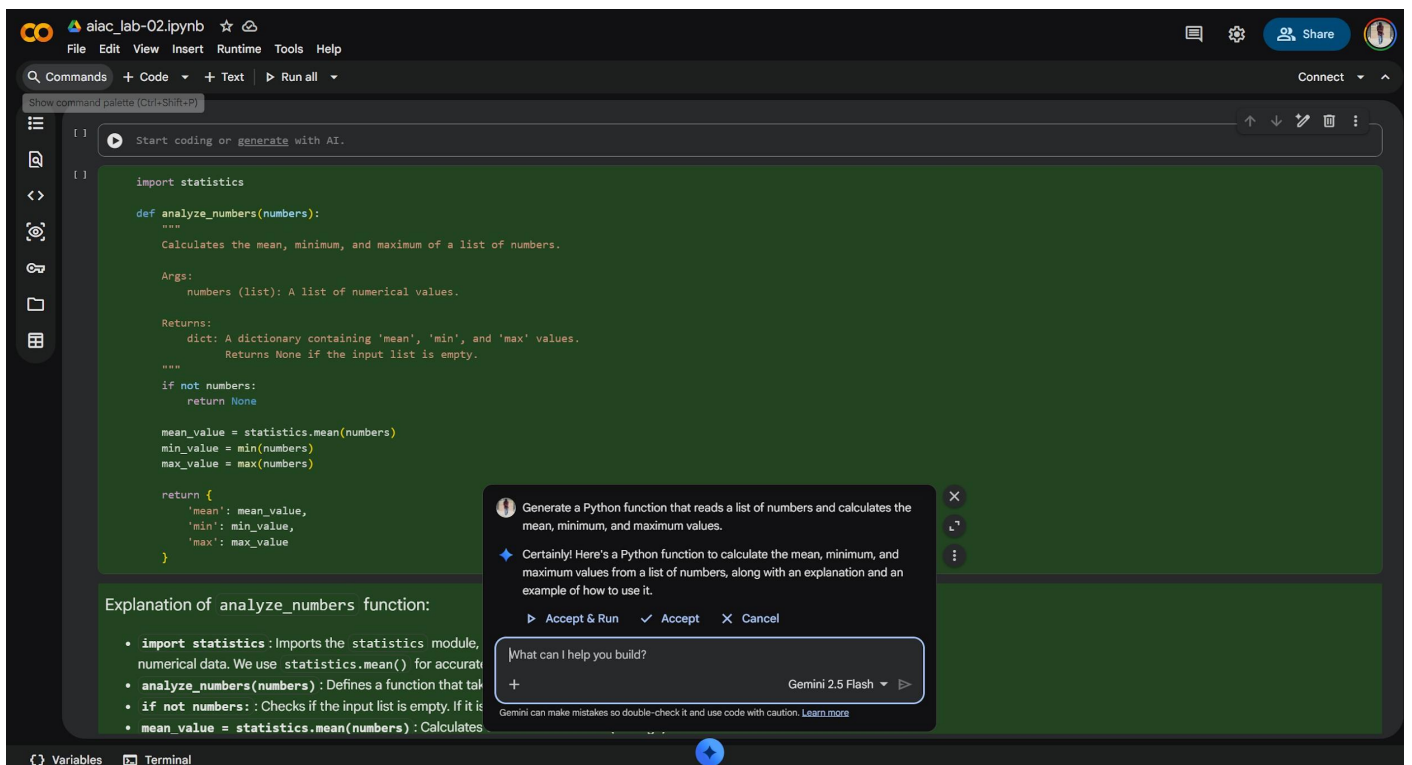 aiac_lab-02.ipynb
File Edit View Insert Runtime Tools Help
Share
Commands + Code + Text Run all
Connect
Show command palette (Ctrl+Shift+P)
[ ] Start coding or generate with AI.
[ ]
import statistics
def analyze_numbers(numbers):
"""
Calculates the mean, minimum, and maximum of a list of numbers.
Args:
numbers (list): A list of numerical values.
Returns:
dict: A dictionary containing 'mean', 'min', and 'max' values.
Returns None if the input list is empty.
"""
if not numbers:
return None
mean_value = statistics.mean(numbers)
min_value = min(numbers)
max_value = max(numbers)
return {
'mean': mean_value,
'min': min_value,
'max': max_value
}
Generate a Python function that reads a list of numbers and calculates the
mean, minimum, and maximum values.
Certainly! Here's a Python function to calculate the mean, minimum, and
maximum values from a list of numbers, along with an explanation and an
example of how to use it.
Accept & Run Accept Cancel
What can I help you build?
+ Gemini 2.5 Flash
Gemini can make mistakes so double-check it and use code with caution. Learn more
Explanation of analyze_numbers function:
• import statistics : Imports the statistics module,
numerical data. We use statistics.mean() for accurate
• analyze_numbers(numbers) : Defines a function that tak
• if not numbers: : Checks if the input list is empty. If it is
• mean_value = statistics.mean(numbers) : Calculates
Variables Terminal